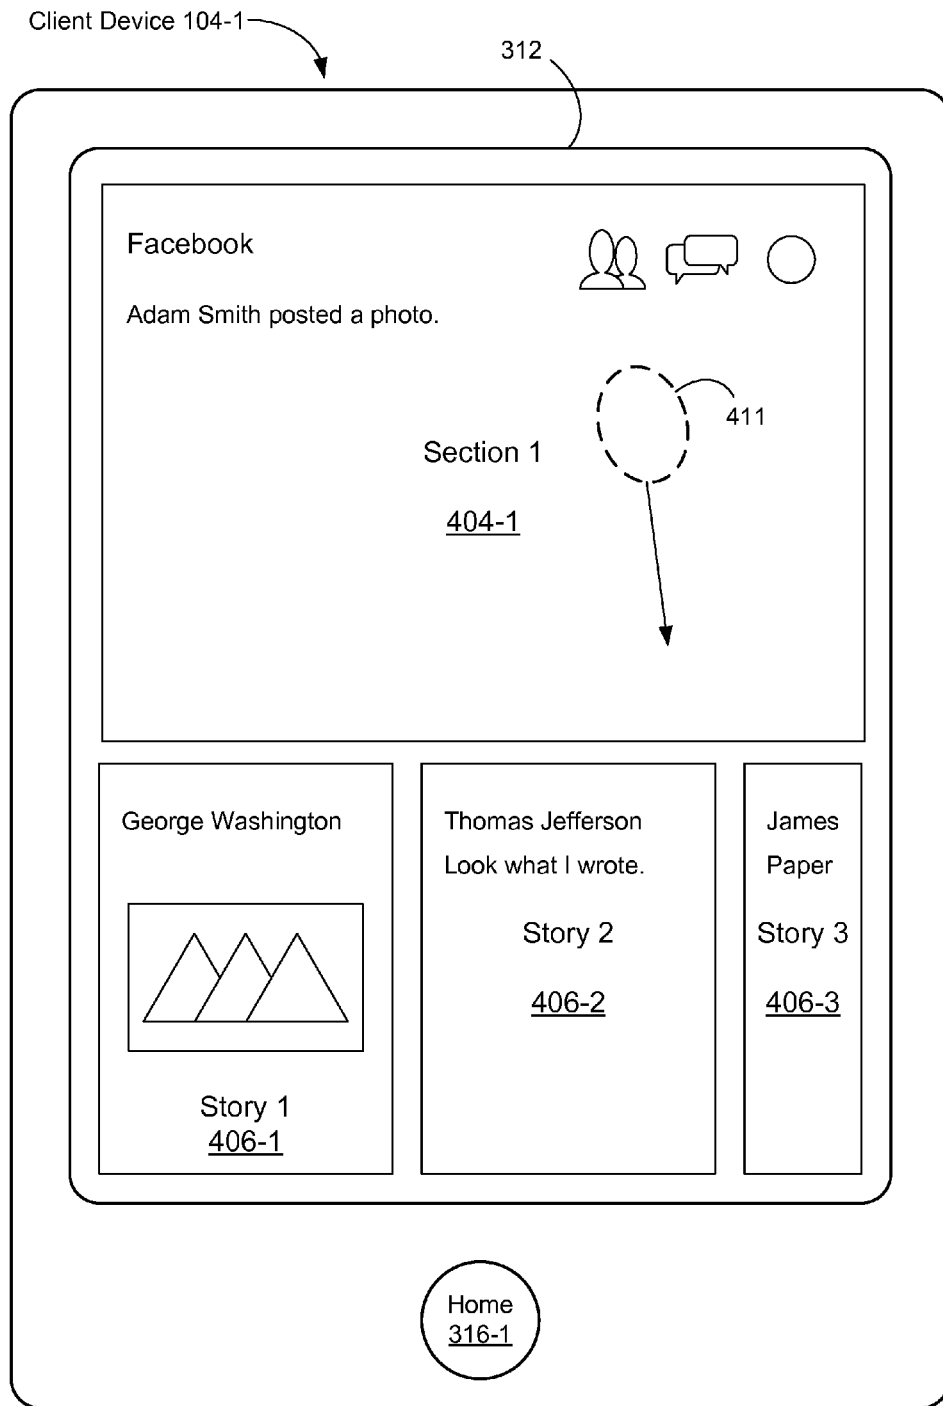 Client Device 104-1
312
Facebook
Adam Smith posted a photo.
411
Section 1
404-1
George Washington
Story 1
406-1
Thomas Jefferson
Look what I wrote.
Story 2
406-2
James
Paper
Story 3
406-3
Home
316-1